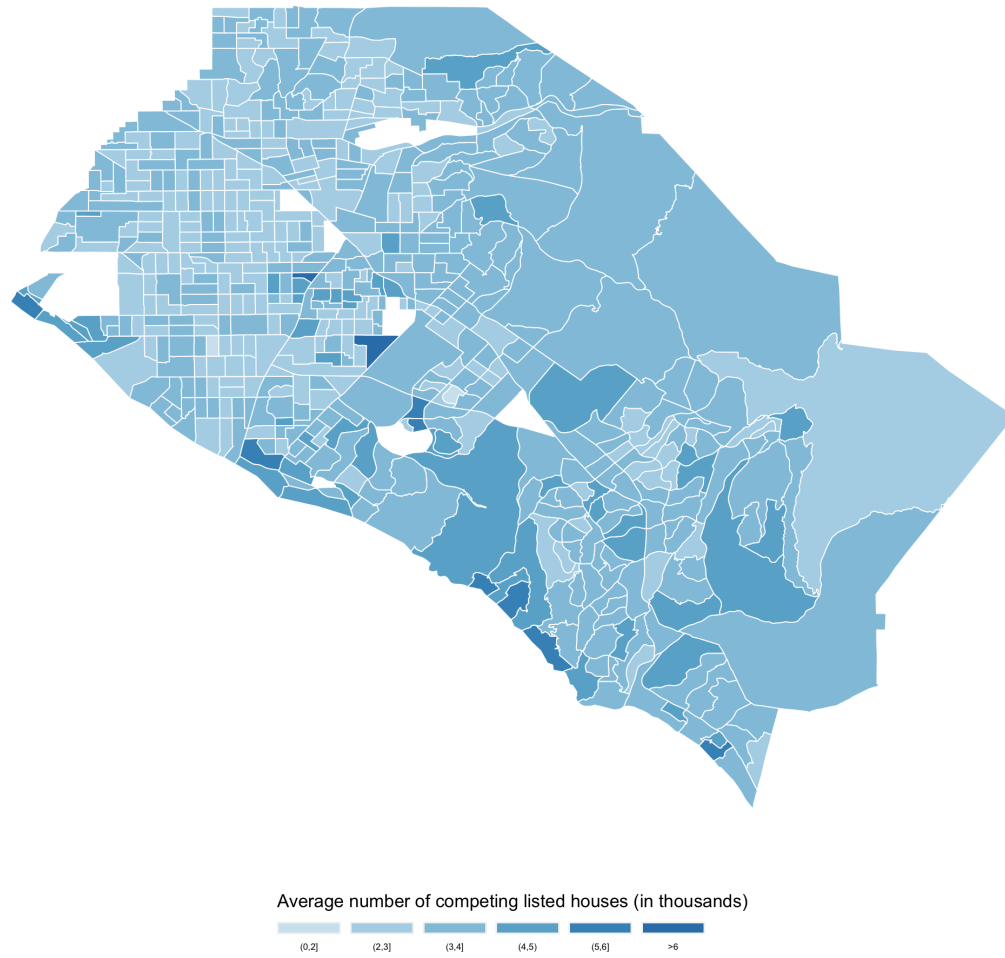 Average number of competing listed houses (in thousands)
(0,2] (2,3] (3,4] (4,5) (5,6] >6